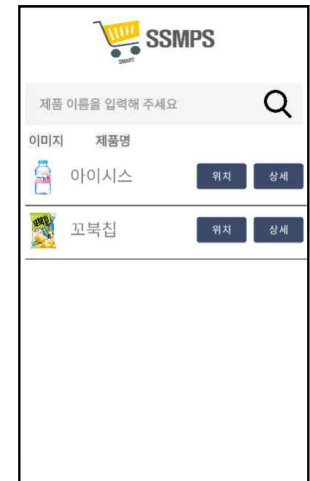 SSMPS
SMART
제품 이름을 입력해 주세요
이미지 제품명
아이시스 위치 상세
꼬북칩 위치 상세